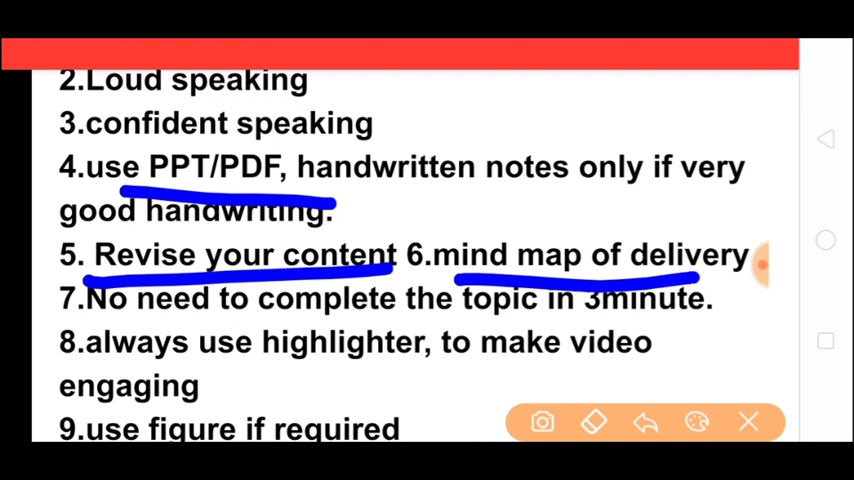 2.Loud speaking
3.confident speaking
4.use PPT/PDF, handwritten notes only if very
good handwriting.
5. Revise your content 6.mind map of delivery
7.No need to complete the topic in 3minute.
8.always use highlighter, to make video
engaging
9.use figure if required